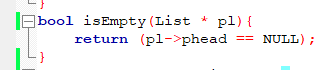 }
bool isEmpty(List * pl){
return (pl->phead == NULL);
}